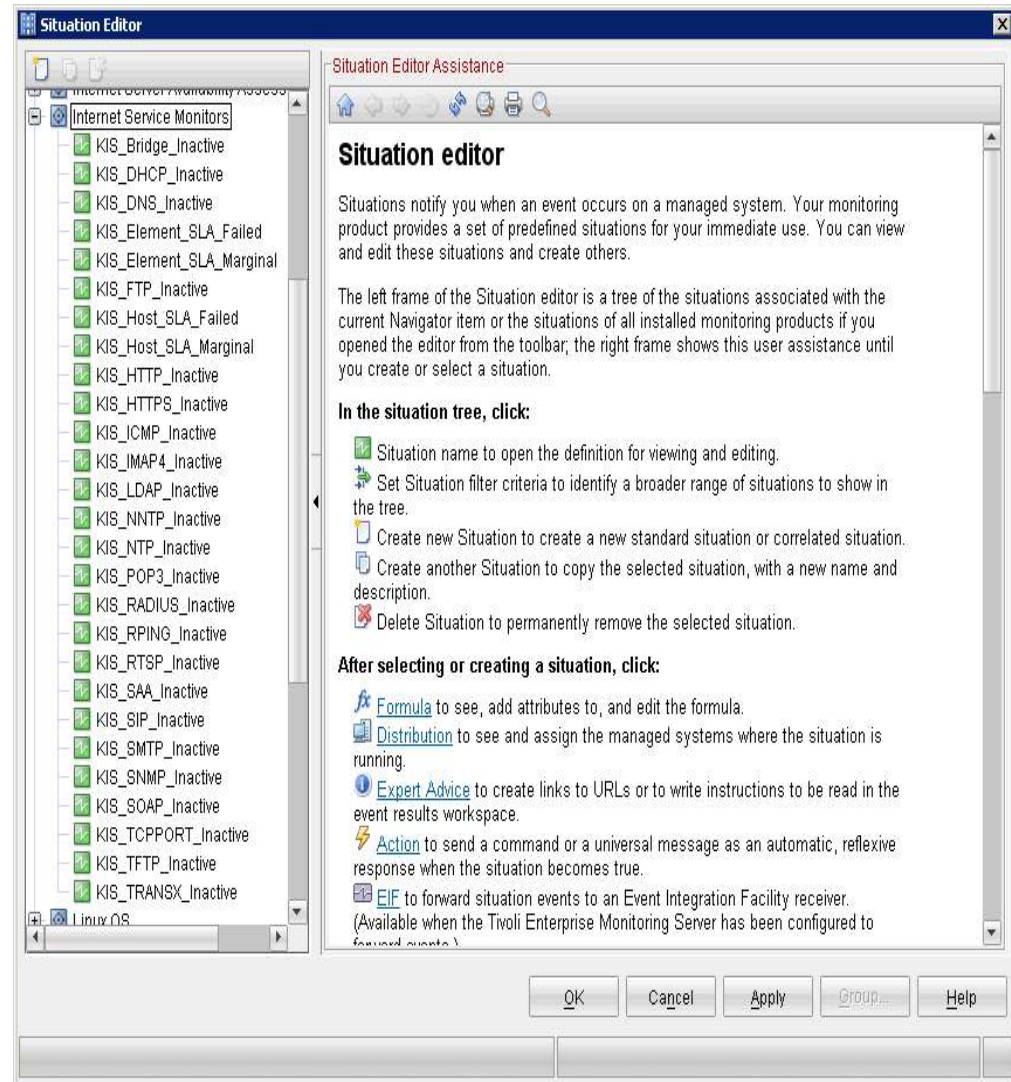 Situation Editor
Internet Server Availability Assess
Internet Service Monitors
KIS_Bridge_Inactive
KIS_DHCP_Inactive
KIS_DNS_Inactive
KIS_Element_SLA_Failed
KIS_Element_SLA_Marginal
KIS_FTP_Inactive
KIS_Host_SLA_Failed
KIS_Host_SLA_Marginal
KIS_HTTP_Inactive
KIS_HTTPS_Inactive
KIS_ICMP_Inactive
KIS_IMAP4_Inactive
KIS_LDAP_Inactive
KIS_NNTP_Inactive
KIS_NTP_Inactive
KIS_POP3_Inactive
KIS_RADIUS_Inactive
KIS_RPING_Inactive
KIS_RTSP_Inactive
KIS_SAA_Inactive
KIS_SIP_Inactive
KIS_SMTP_Inactive
KIS_SNMP_Inactive
KIS_SOAP_Inactive
KIS_TCPPORT_Inactive
KIS_TFTP_Inactive
KIS_TRANSX_Inactive
Linux OS
Situation Editor Assistance
Situation editor
Situations notify you when an event occurs on a managed system. Your monitoring
product provides a set of predefined situations for your immediate use. You can view
and edit these situations and create others.
The left frame of the Situation editor is a tree of the situations associated with the
current Navigator item or the situations of all installed monitoring products if you
opened the editor from the toolbar; the right frame shows this user assistance until
you create or select a situation.
In the situation tree, click:
Situation name to open the definition for viewing and editing.
Set Situation filter criteria to identify a broader range of situations to show in
the tree.
Create new Situation to create a new standard situation or correlated situation.
Create another Situation to copy the selected situation, with a new name and
description.
Delete Situation to permanently remove the selected situation.
After selecting or creating a situation, click:
Formula to see, add attributes to, and edit the formula.
Distribution to see and assign the managed systems where the situation is
running.
Expert Advice to create links to URLs or to write instructions to be read in the
event results workspace.
Action to send a command or a universal message as an automatic, reflexive
response when the situation becomes true.
EIF to forward situation events to an Event Integration Facility receiver.
(Available when the Tivoli Enterprise Monitoring Server has been configured to
forward events.)
OK
Cancel
Apply
Group...
Help